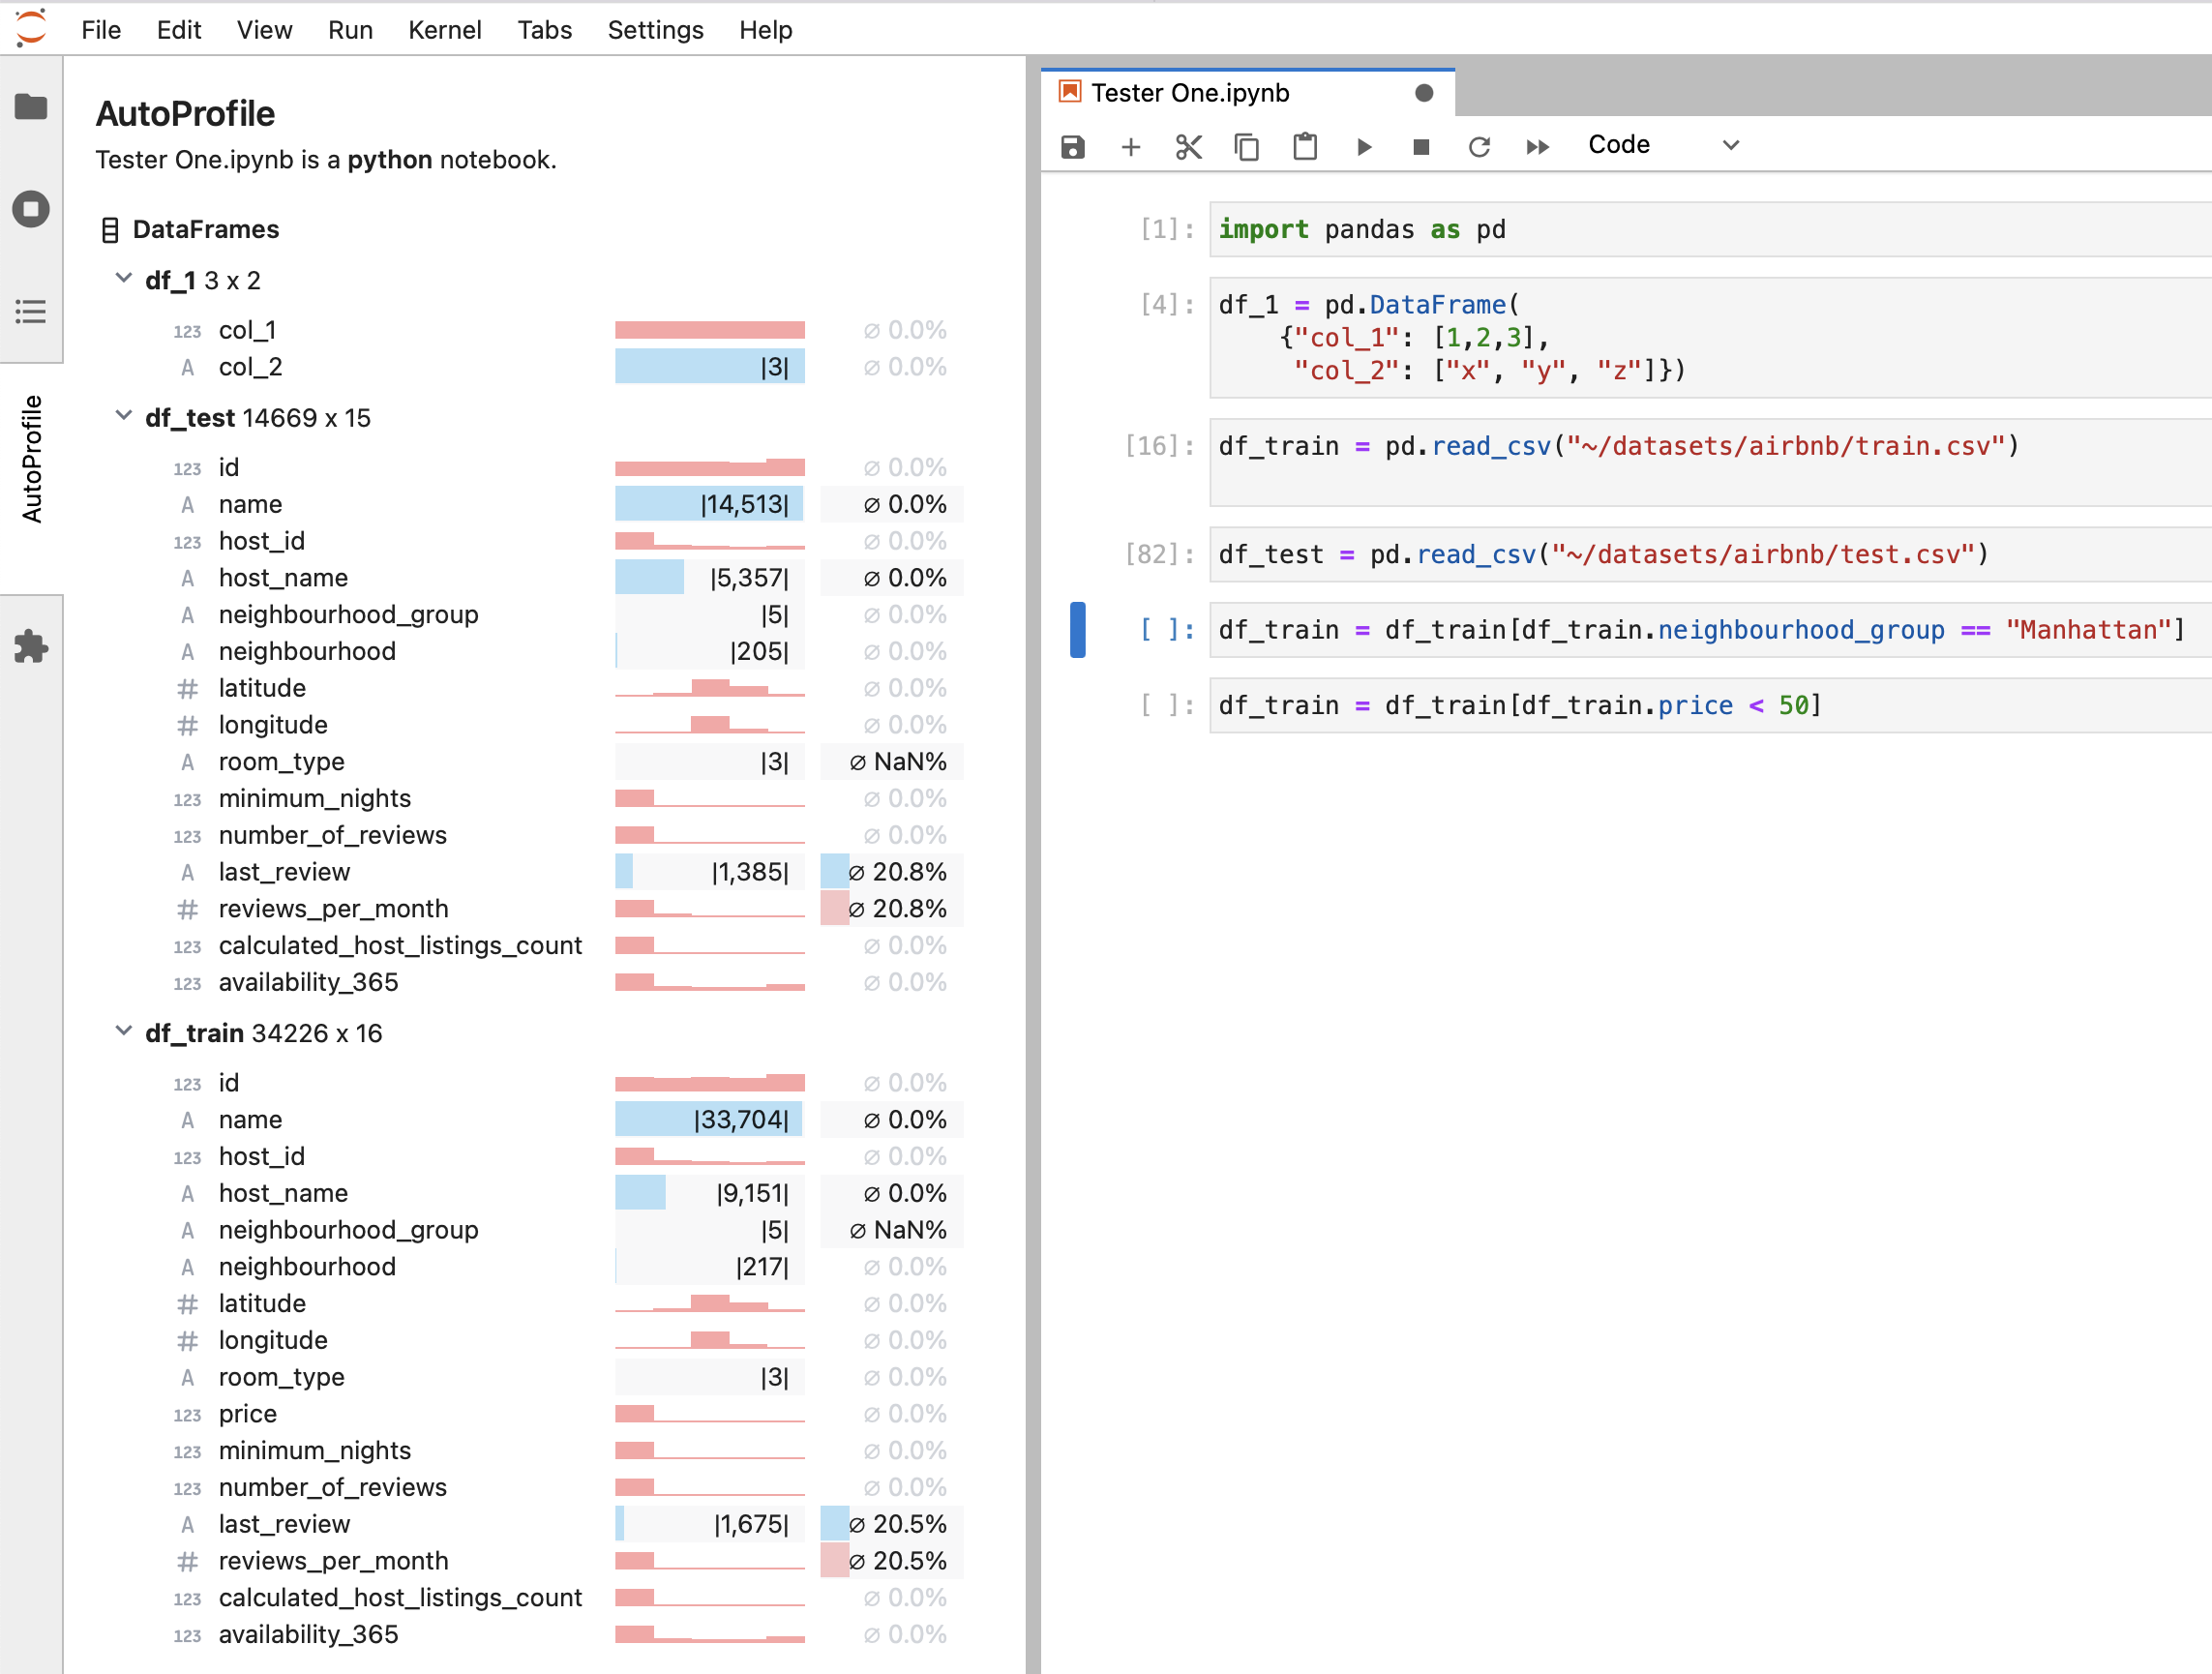 File Edit View Run Kernel Tabs Settings Help
AutoProfile
Tester One.ipynb is a python notebook.
DataFrames
df_1 3 x 2
123 col_1 ∅ 0.0%
A col_2 |3| ∅ 0.0%
df_test 14669 x 15
123 id ∅ 0.0%
A name |14,513| ∅ 0.0%
123 host_id ∅ 0.0%
A host_name |5,357| ∅ 0.0%
A neighbourhood_group |5| ∅ 0.0%
A neighbourhood |205| ∅ 0.0%
# latitude ∅ 0.0%
# longitude ∅ 0.0%
A room_type |3| ∅ NaN%
123 minimum_nights ∅ 0.0%
123 number_of_reviews ∅ 0.0%
A last_review |1,385| ∅ 20.8%
# reviews_per_month ∅ 20.8%
123 calculated_host_listings_count ∅ 0.0%
123 availability_365 ∅ 0.0%
df_train 34226 x 16
123 id ∅ 0.0%
A name |33,704| ∅ 0.0%
123 host_id ∅ 0.0%
A host_name |9,151| ∅ 0.0%
A neighbourhood_group |5| ∅ NaN%
A neighbourhood |217| ∅ 0.0%
# latitude ∅ 0.0%
# longitude ∅ 0.0%
A room_type |3| ∅ 0.0%
123 price ∅ 0.0%
123 minimum_nights ∅ 0.0%
123 number_of_reviews ∅ 0.0%
A last_review |1,675| ∅ 20.5%
# reviews_per_month ∅ 20.5%
123 calculated_host_listings_count ∅ 0.0%
123 availability_365 ∅ 0.0%
AutoProfile
Tester One.ipynb
Code
[1]: import pandas as pd
[4]: df_1 = pd.DataFrame(
{"col_1": [1,2,3],
"col_2": ["x", "y", "z"]})
[16]: df_train = pd.read_csv("~/datasets/airbnb/train.csv")
[82]: df_test = pd.read_csv("~/datasets/airbnb/test.csv")
[ ]: df_train = df_train[df_train.neighbourhood_group == "Manhattan"]
[ ]: df_train = df_train[df_train.price < 50]